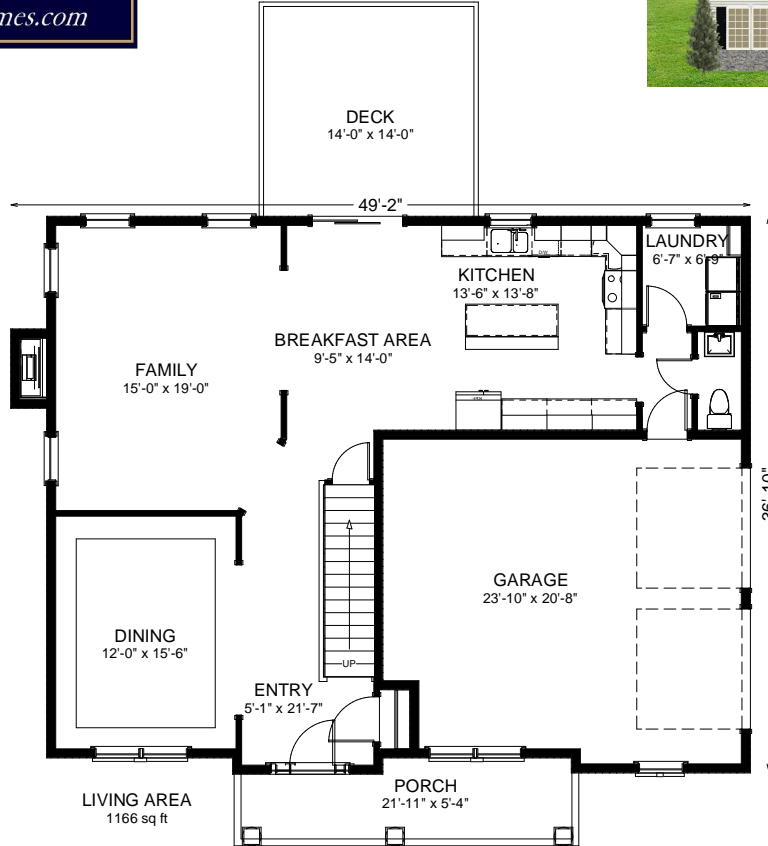 mes.com
DECK
14'-0" x 14'-0"
49'-2"
LAUNDRY
6'-7" x 6'-9"
KITCHEN
13'-6" x 13'-8"
BREAKFAST AREA
9'-5" x 14'-0"
FAMILY
15'-0" x 19'-0"
36'-10"
GARAGE
23'-10" x 20'-8"
DINING
12'-0" x 15'-6"
UP
ENTRY
5'-1" x 21'-7"
PORCH
21'-11" x 5'-4"
LIVING AREA
1166 sq ft